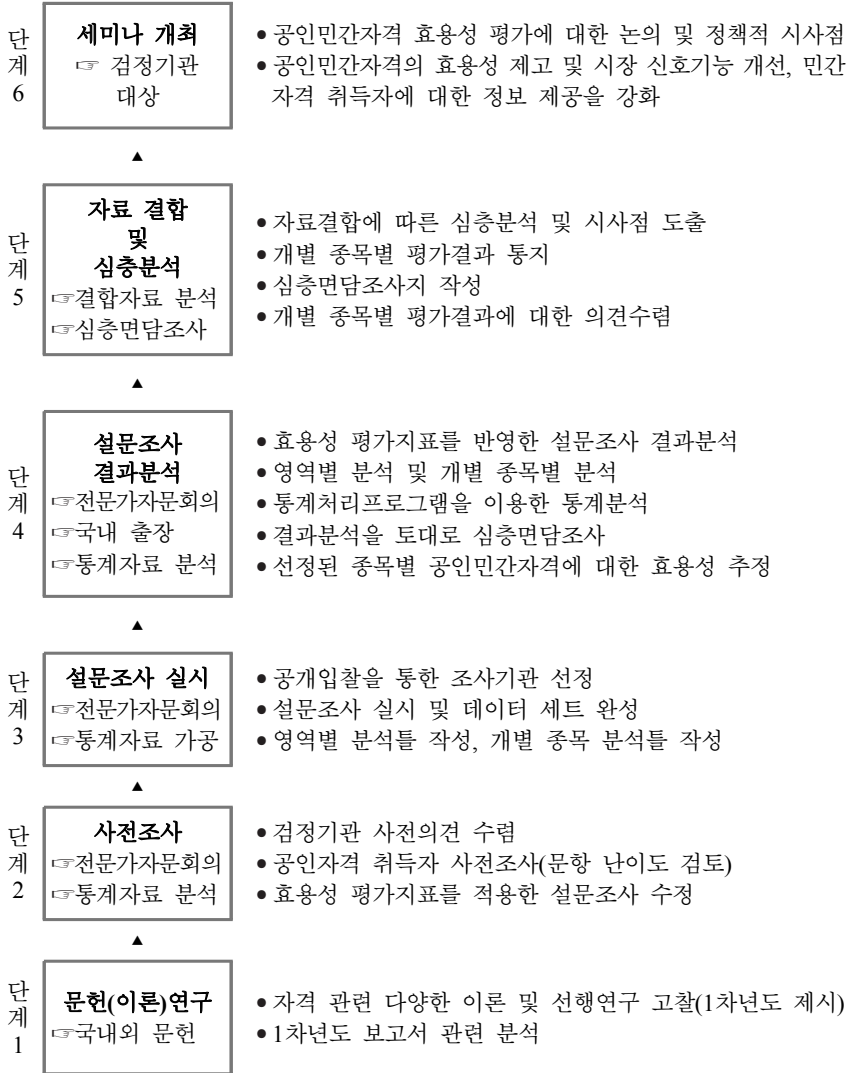 단계 6
세미나 개최
☞ 검정기관
대상
● 공인민간자격 효용성 평가에 대한 논의 및 정책적 시사점
● 공인민간자격의 효용성 제고 및 시장 신호기능 개선, 민간
자격 취득자에 대한 정보 제공을 강화
▲
단계 5
자료 결합
및
심층분석
☞결합자료 분석
☞심층면담조사
● 자료결합에 따른 심층분석 및 시사점 도출
● 개별 종목별 평가결과 통지
● 심층면담조사지 작성
● 개별 종목별 평가결과에 대한 의견수렴
▲
단계 4
설문조사
결과분석
☞전문가자문회의
☞국내 출장
☞통계자료 분석
● 효용성 평가지표를 반영한 설문조사 결과분석
● 영역별 분석 및 개별 종목별 분석
● 통계처리프로그램을 이용한 통계분석
● 결과분석을 토대로 심층면담조사
● 선정된 종목별 공인민간자격에 대한 효용성 추정
▲
단계 3
설문조사 실시
☞전문가자문회의
☞통계자료 가공
● 공개입찰을 통한 조사기관 선정
● 설문조사 실시 및 데이터 세트 완성
● 영역별 분석틀 작성, 개별 종목 분석틀 작성
▲
단계 2
사전조사
☞전문가자문회의
☞통계자료 분석
● 검정기관 사전의견 수렴
● 공인자격 취득자 사전조사(문항 난이도 검토)
● 효용성 평가지표를 적용한 설문조사 수정
▲
단계 1
문헌(이론)연구
☞국내외 문헌
● 자격 관련 다양한 이론 및 선행연구 고찰(1차년도 제시)
● 1차년도 보고서 관련 분석